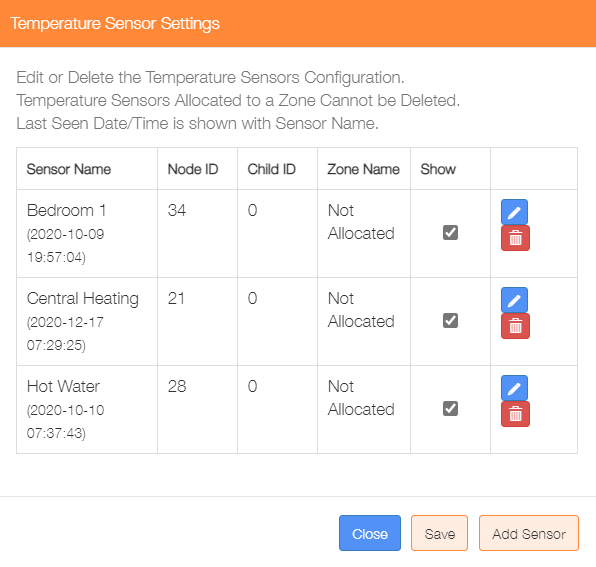 Temperature Sensor Settings
Edit or Delete the Temperature Sensors Configuration.
Temperature Sensors Allocated to a Zone Cannot be Deleted.
Last Seen Date/Time is shown with Sensor Name.
Sensor Name Node ID Child ID Zone Name Show
Bedroom 1 34 0 Not
(2020-10-09 Allocated
19:57:04)
Central Heating 21 0 Not
(2020-12-17 Allocated
07:29:25)
Hot Water 28 0 Not
(2020-10-10 Allocated
07:37:43)
Close Save Add Sensor